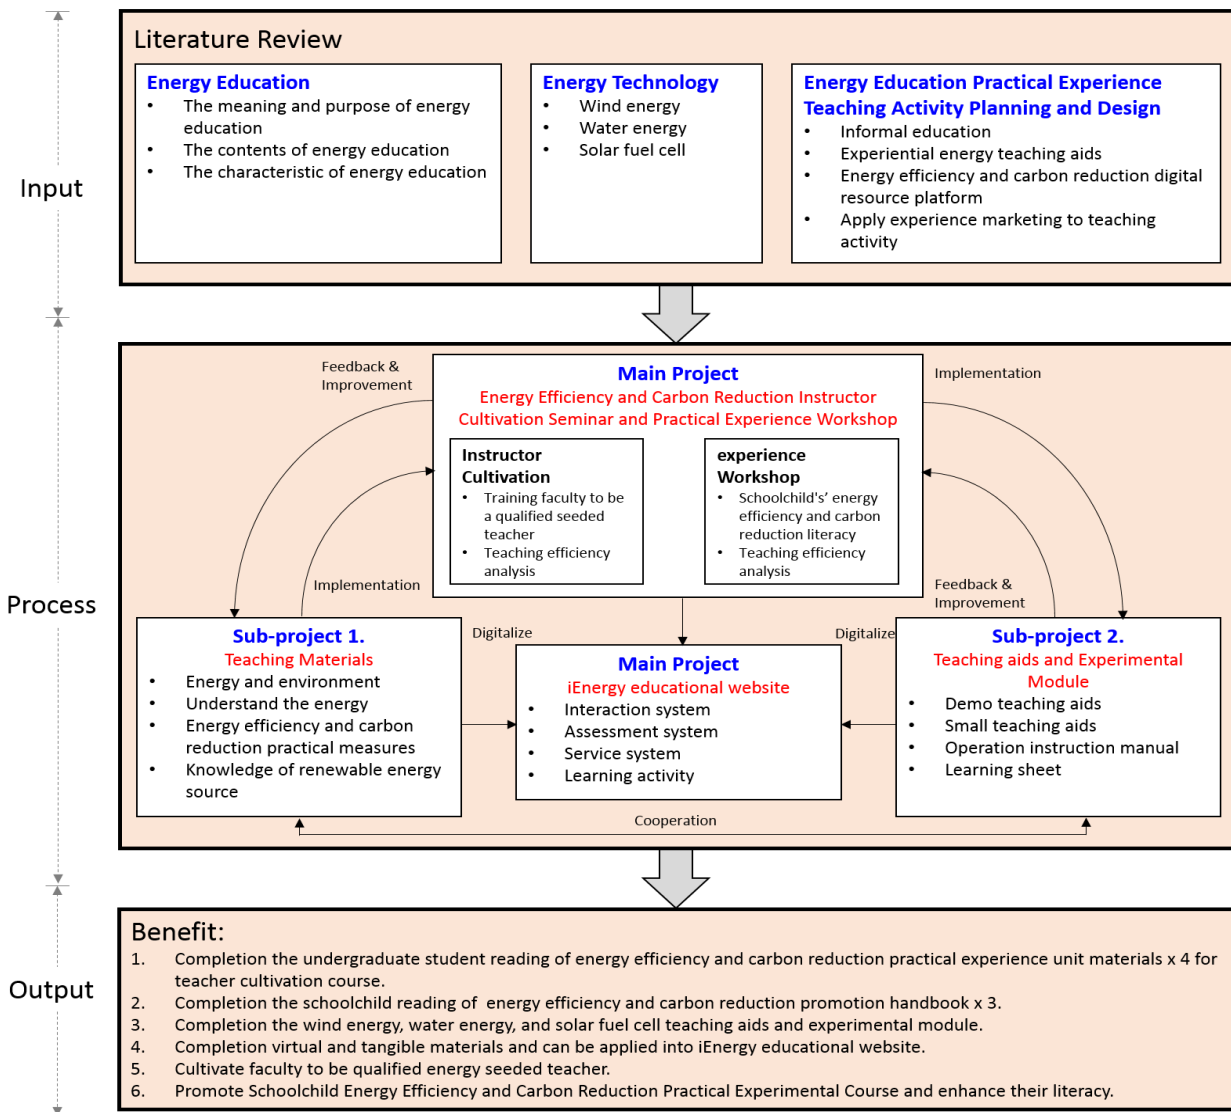 Input
Literature Review
Energy Education
• The meaning and purpose of energy
education
• The contents of energy education
• The characteristic of energy education
Energy Technology
• Wind energy
• Water energy
• Solar fuel cell
Energy Education Practical Experience
Teaching Activity Planning and Design
• Informal education
• Experiential energy teaching aids
• Energy efficiency and carbon reduction digital
resource platform
• Apply experience marketing to teaching
activity
Process
Feedback &
Improvement
Implementation
Main Project
Energy Efficiency and Carbon Reduction Instructor
Cultivation Seminar and Practical Experience Workshop
Instructor
Cultivation
• Training faculty to be
a qualified seeded
teacher
• Teaching efficiency
analysis
experience
Workshop
• Schoolchild's’ energy
efficiency and carbon
reduction literacy
• Teaching efficiency
analysis
Implementation
Feedback &
Improvement
Sub-project 1.
Teaching Materials
• Energy and environment
• Understand the energy
• Energy efficiency and carbon
reduction practical measures
• Knowledge of renewable energy
source
Digitalize
Main Project
iEnergy educational website
• Interaction system
• Assessment system
• Service system
• Learning activity
Digitalize
Sub-project 2.
Teaching aids and Experimental
Module
• Demo teaching aids
• Small teaching aids
• Operation instruction manual
• Learning sheet
Cooperation
Output
Benefit:
1. Completion the undergraduate student reading of energy efficiency and carbon reduction practical experience unit materials x 4 for
teacher cultivation course.
2. Completion the schoolchild reading of energy efficiency and carbon reduction promotion handbook x 3.
3. Completion the wind energy, water energy, and solar fuel cell teaching aids and experimental module.
4. Completion virtual and tangible materials and can be applied into iEnergy educational website.
5. Cultivate faculty to be qualified energy seeded teacher.
6. Promote Schoolchild Energy Efficiency and Carbon Reduction Practical Experimental Course and enhance their literacy.